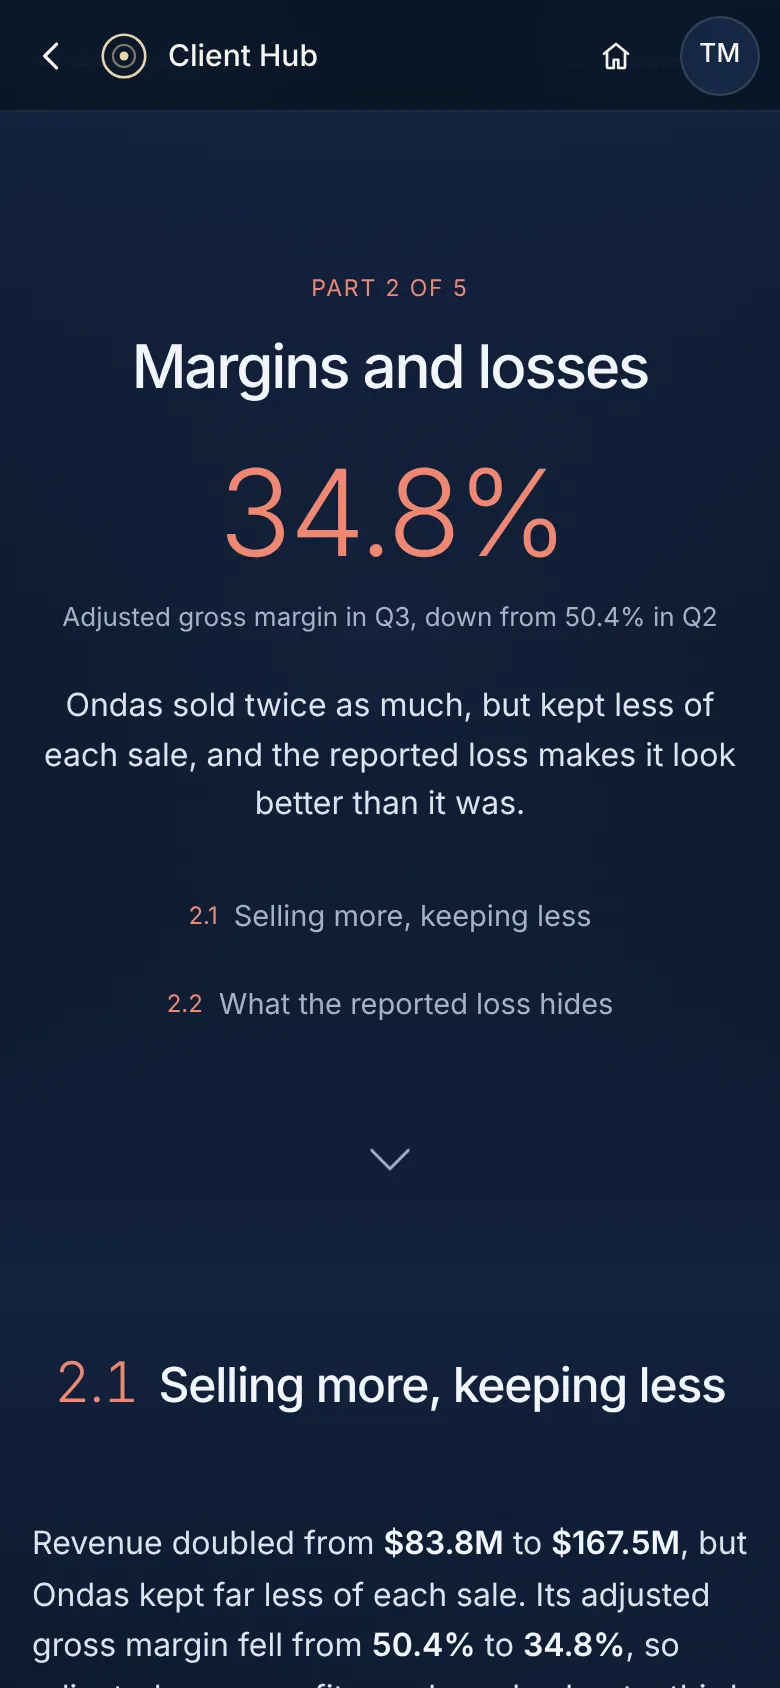 Client Hub
TM
PART 2 OF 5
Margins and losses
34.8%
Adjusted gross margin in Q3, down from 50.4% in Q2
Ondas sold twice as much, but kept less of
each sale, and the reported loss makes it look
better than it was.
2.1 Selling more, keeping less
2.2 What the reported loss hides
2.1 Selling more, keeping less
Revenue doubled from $83.8M to $167.5M, but
Ondas kept far less of each sale. Its adjusted
gross margin fell from 50.4% to 34.8%, so